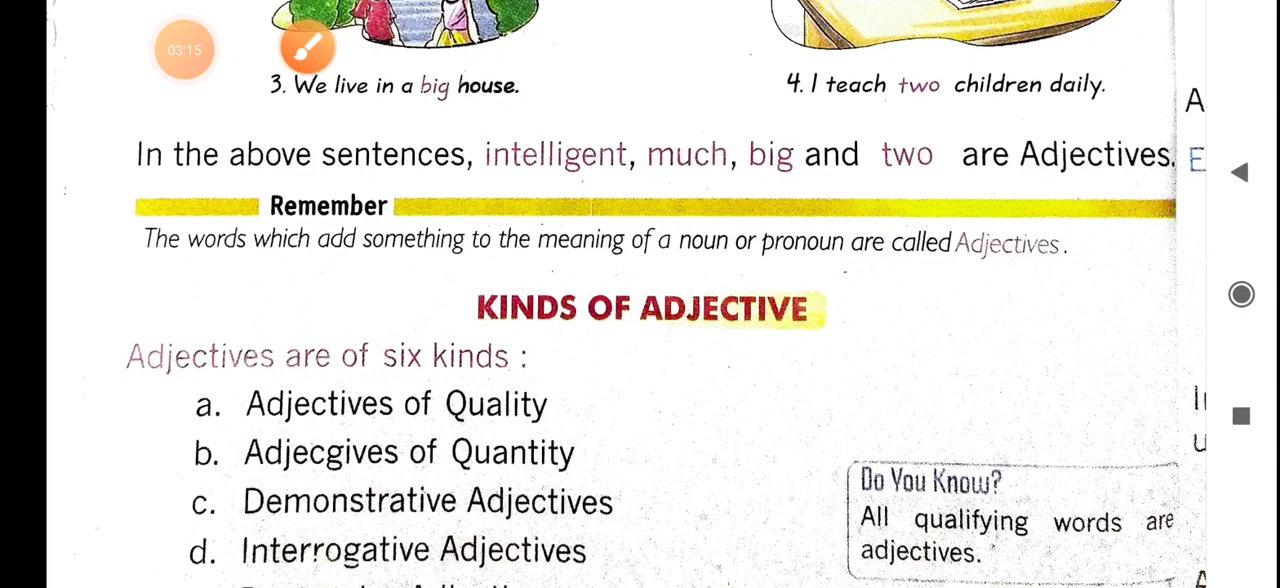 03:15
3. We live in a big house.
4. I teach two children daily.
A
In the above sentences, intelligent, much, big and two are Adjectives.
E
Remember
The words which add something to the meaning of a noun or pronoun are called Adjectives.
KINDS OF ADJECTIVE
Adjectives are of six kinds :
a. Adjectives of Quality
b. Adjecgives of Quantity
c. Demonstrative Adjectives
d. Interrogative Adjectives
Do You Know?
All qualifying words are
adjectives.